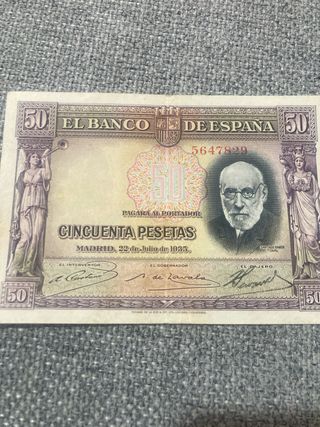 50 50
EL BANCO DE ESPAÑA
5647829
50
PAGARÁ AL PORTADOR
CINCUENTA PESETAS
MADRID, 22 de Julio de 1935.
EL INTERVENTOR EL GOBERNADOR EL CAJERO
50 50